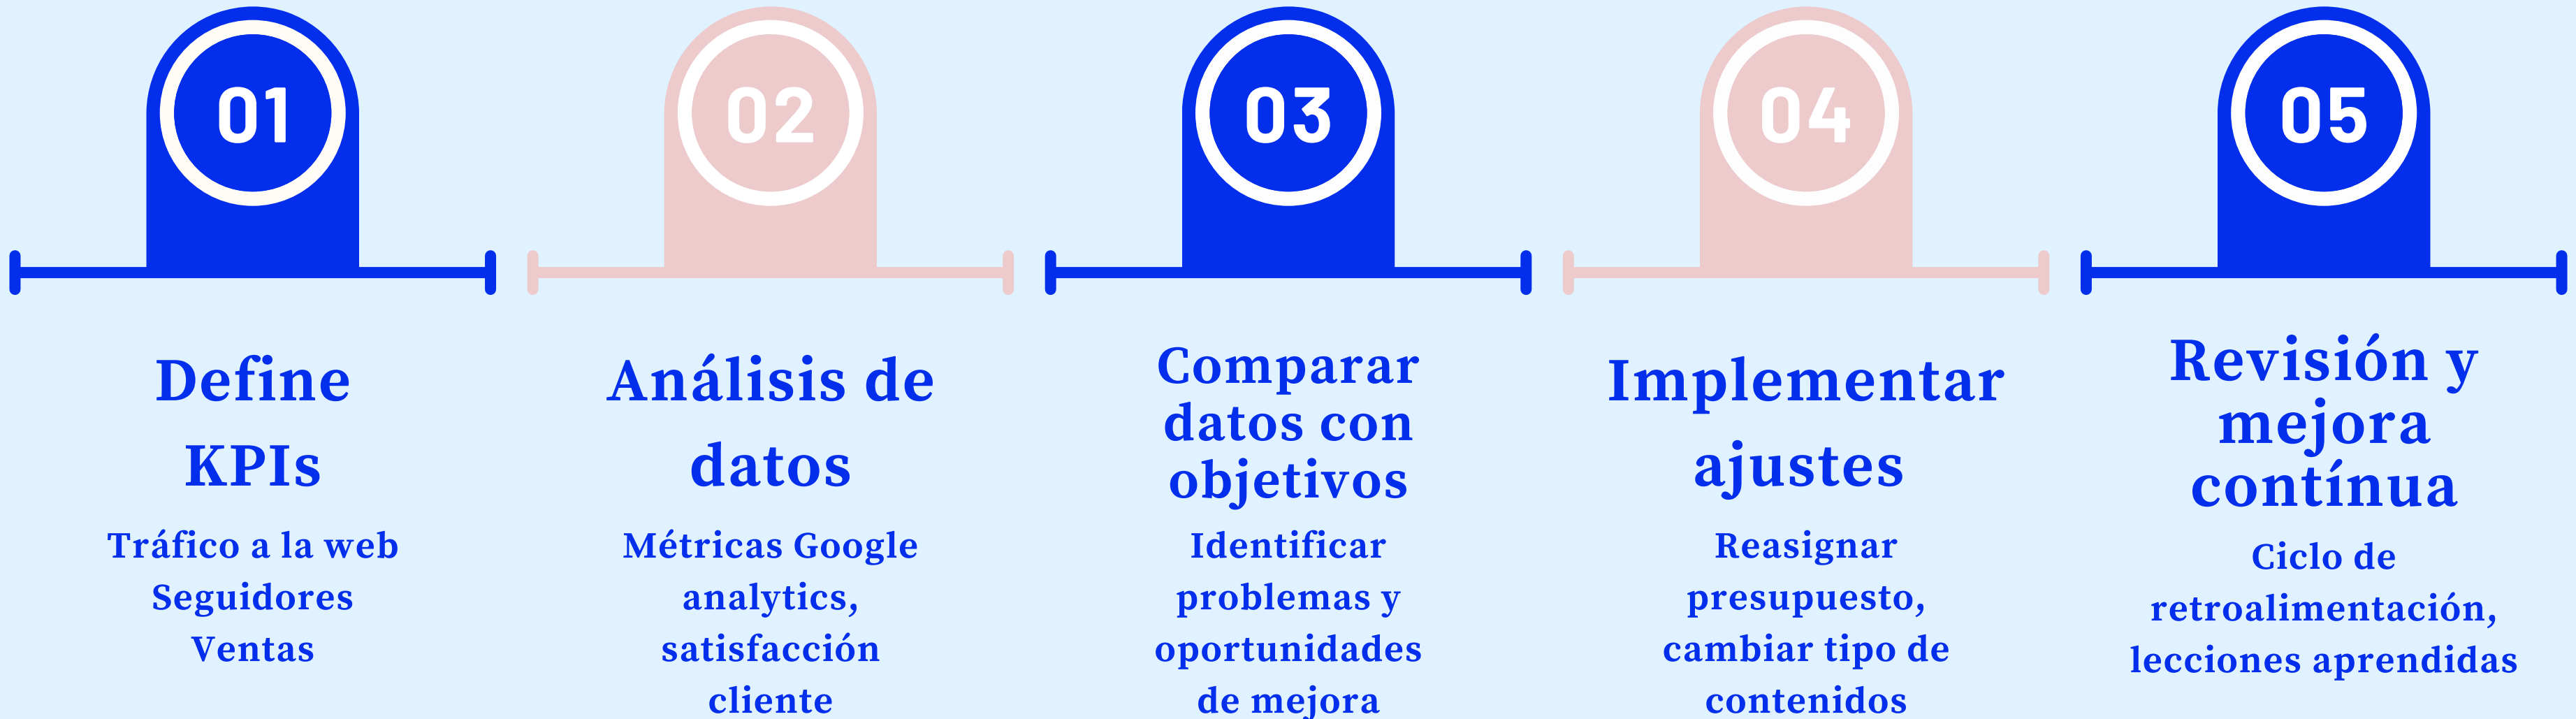 01
Define
KPIs
Tráfico a la web
Seguidores
Ventas
02
Análisis de
datos
Métricas Google
analytics,
satisfacción
cliente
03
Comparar
datos con
objetivos
Identificar
problemas y
oportunidades
de mejora
04
Implementar
ajustes
Reasignar
presupuesto,
cambiar tipo de
contenidos
05
Revisión y
mejora
contínua
Ciclo de
retroalimentación,
lecciones aprendidas